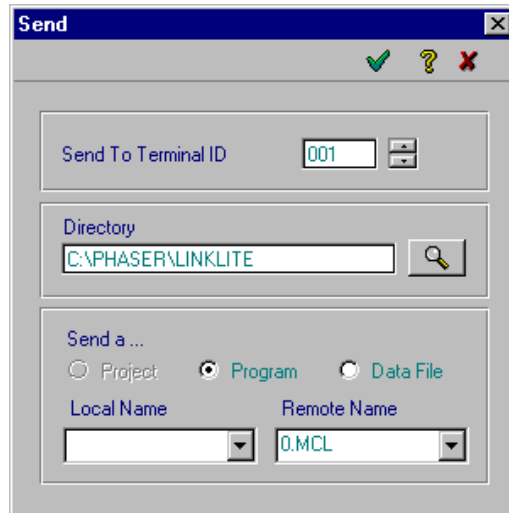 Send
Send To Terminal ID 001
Directory
C:\PHASER\LINKLITE
Send a ...
Project Program Data File
Local Name Remote Name
0.MCL